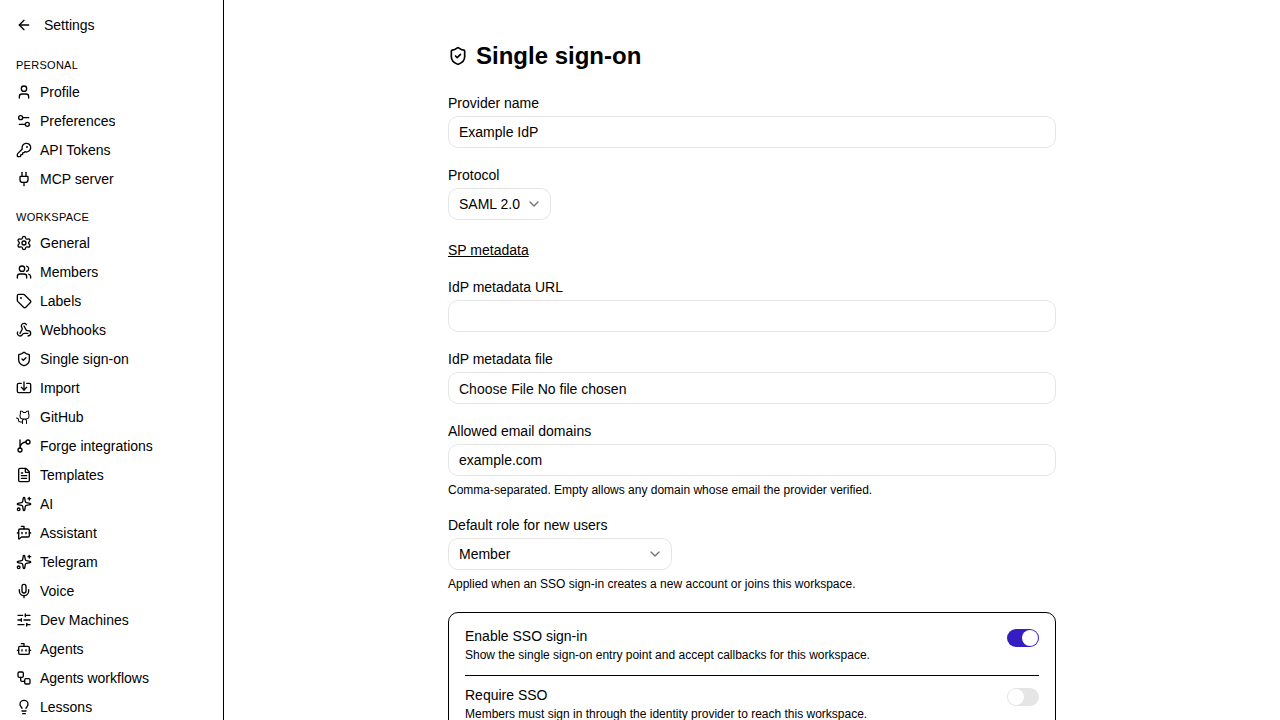 Settings
PERSONAL
Profile
Preferences
API Tokens
MCP server
WORKSPACE
General
Members
Labels
Webhooks
Single sign-on
Import
GitHub
Forge integrations
Templates
AI
Assistant
Telegram
Voice
Dev Machines
Agents
Agents workflows
Lessons
Single sign-on
Provider name
Example IdP
Protocol
SAML 2.0
SP metadata
IdP metadata URL
IdP metadata file
Choose File No file chosen
Allowed email domains
example.com
Comma-separated. Empty allows any domain whose email the provider verified.
Default role for new users
Member
Applied when an SSO sign-in creates a new account or joins this workspace.
Enable SSO sign-in
Show the single sign-on entry point and accept callbacks for this workspace.
Require SSO
Members must sign in through the identity provider to reach this workspace.